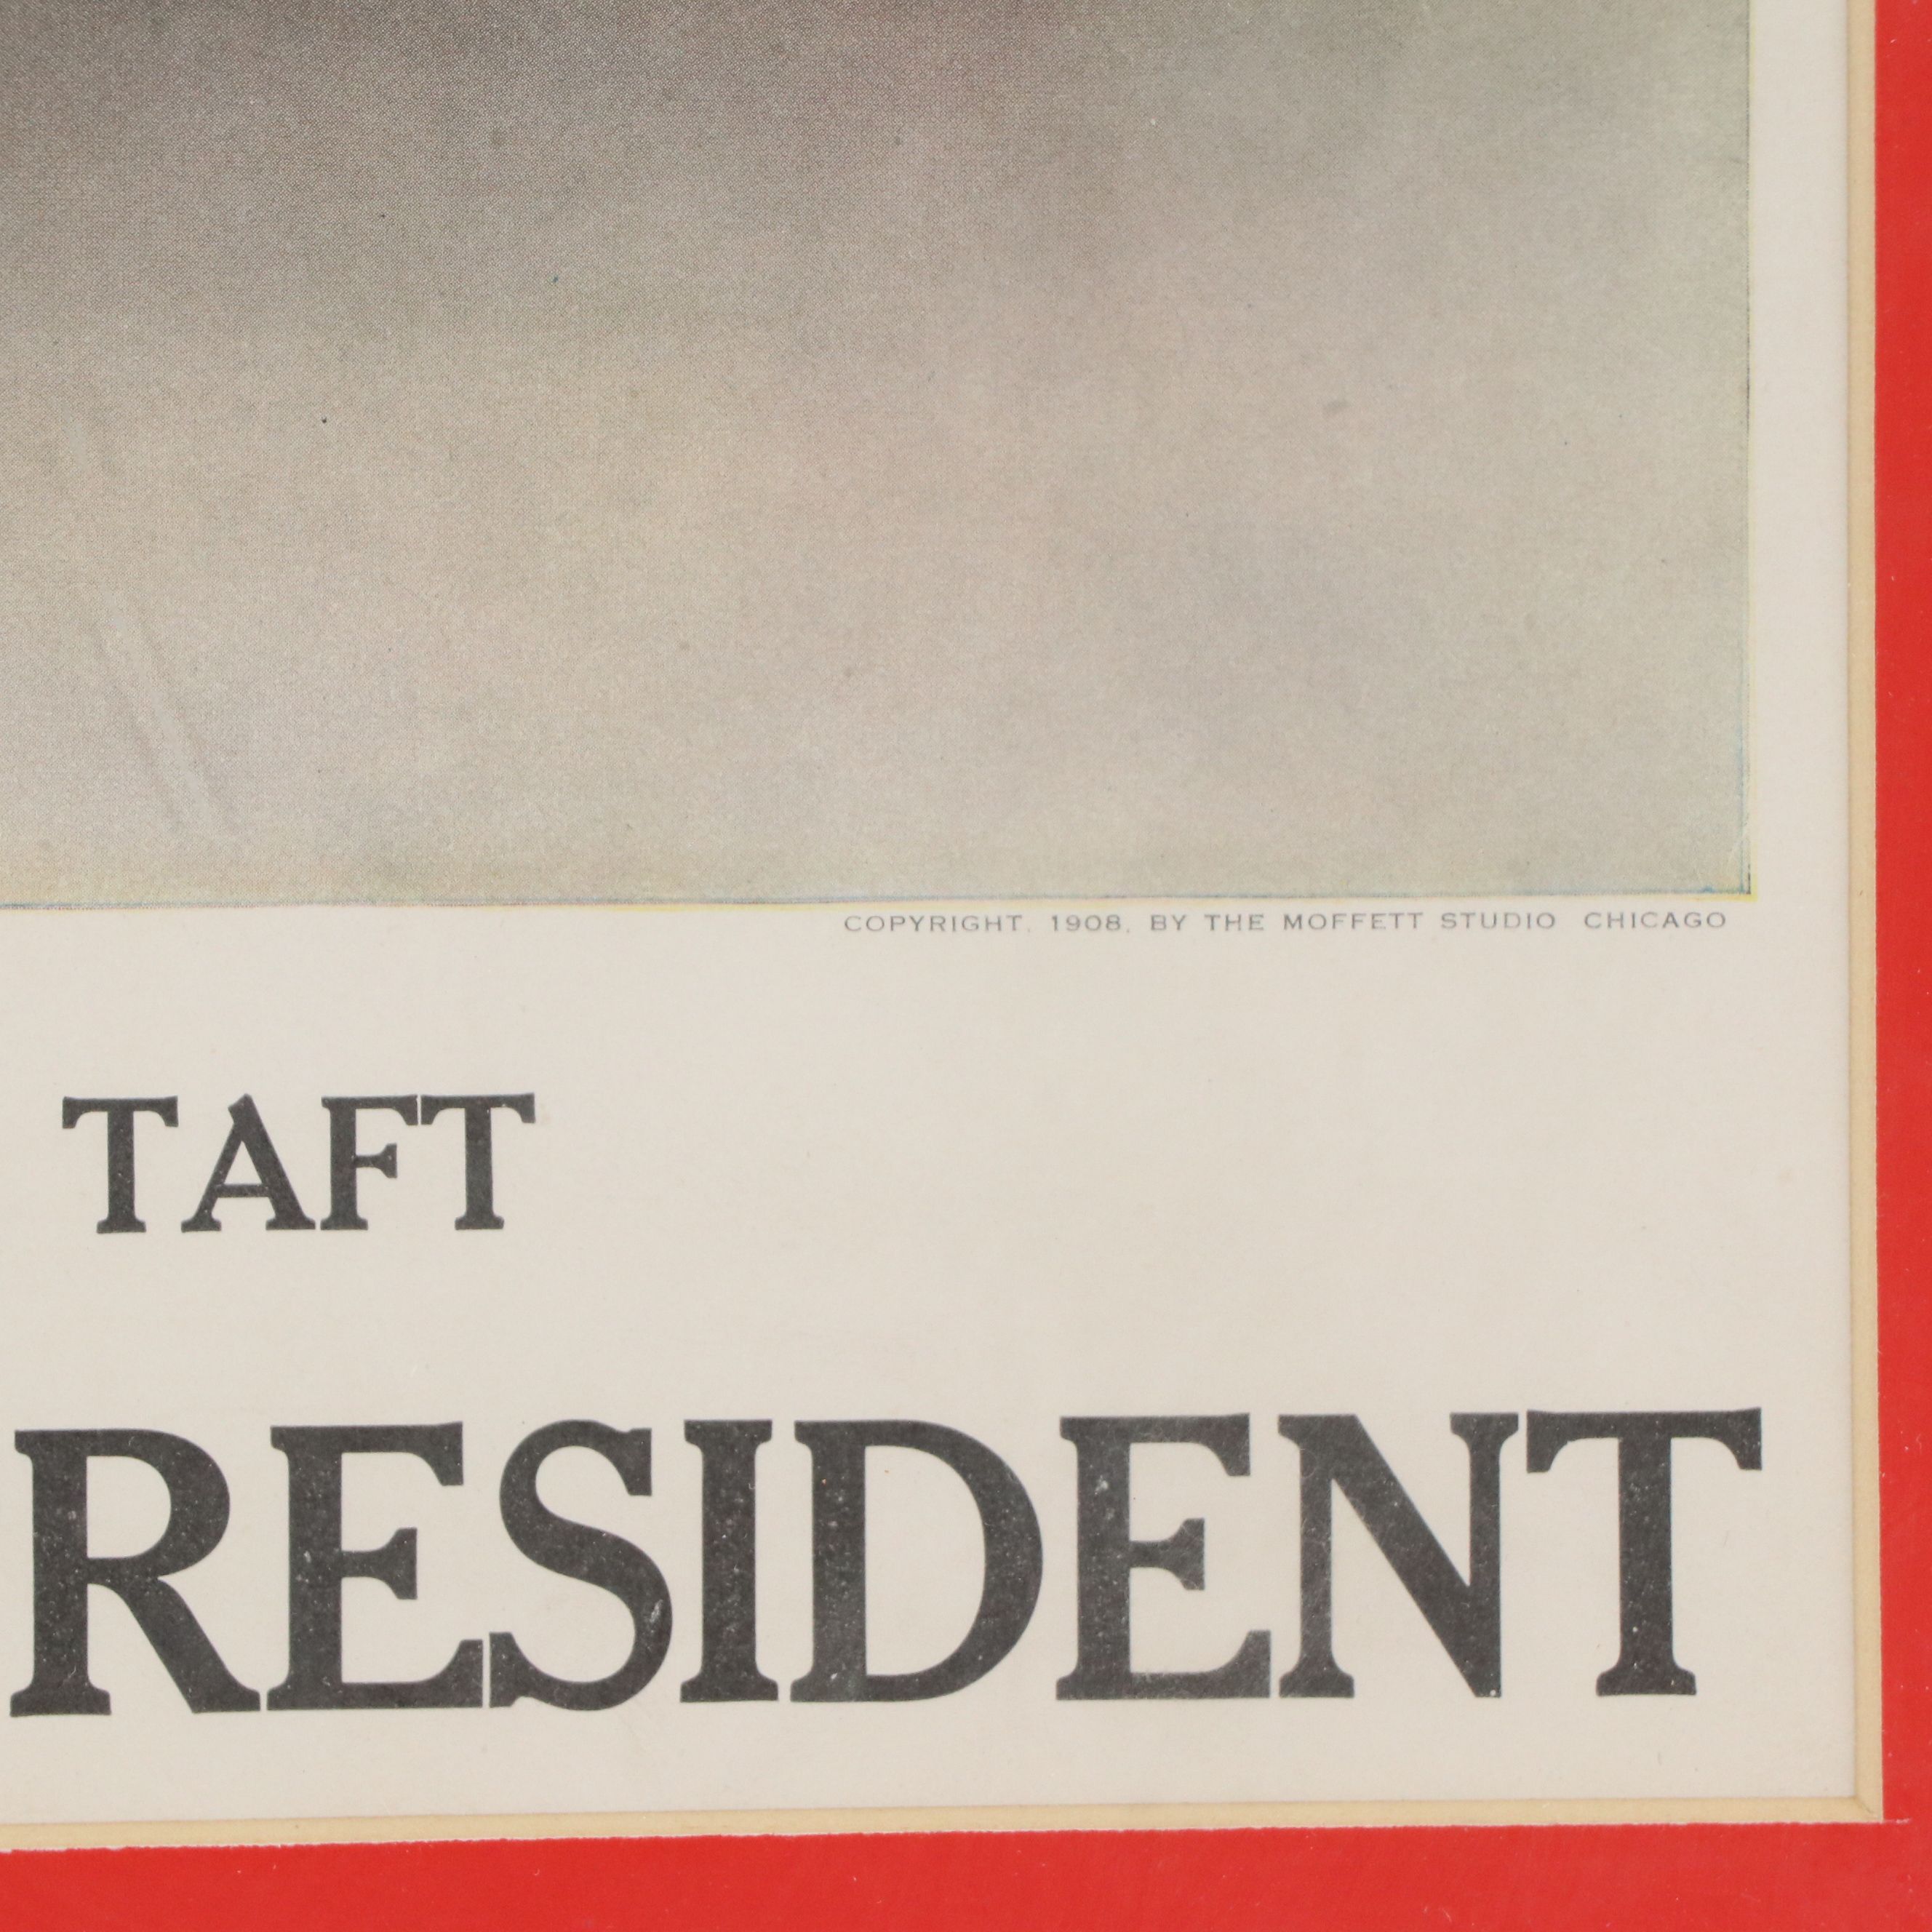 COPYRIGHT. 1908, BY THE MOFFETT STUDIO CHICAGO
TAFT
RESIDENT